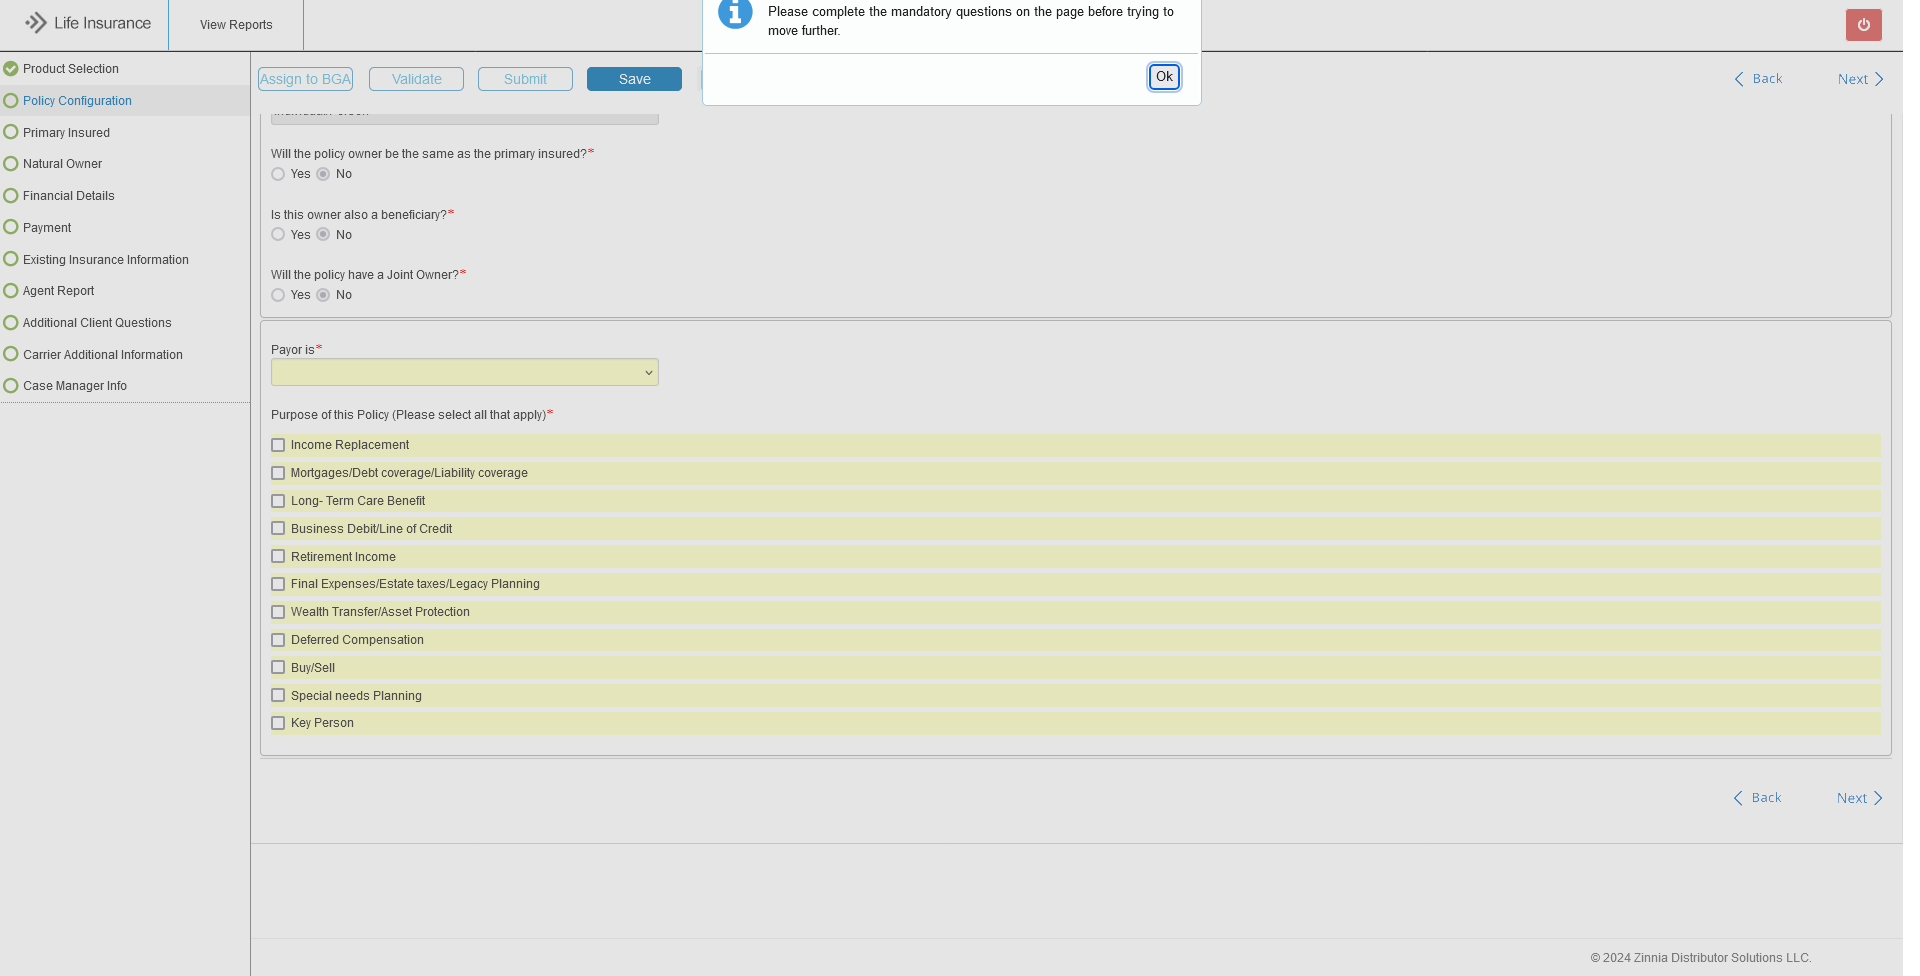 Life Insurance
View Reports
Please complete the mandatory questions on the page before trying to
move further.
Ok
Product Selection
Policy Configuration
Primary Insured
Natural Owner
Financial Details
Payment
Existing Insurance Information
Agent Report
Additional Client Questions
Carrier Additional Information
Case Manager Info
Assign to BGA
Validate
Submit
Save
Back
Next
Will the policy owner be the same as the primary insured?*
Yes No
Is this owner also a beneficiary?*
Yes No
Will the policy have a Joint Owner?*
Yes No
Payor is*
Purpose of this Policy (Please select all that apply)*
Income Replacement
Mortgages/Debt coverage/Liability coverage
Long- Term Care Benefit
Business Debit/Line of Credit
Retirement Income
Final Expenses/Estate taxes/Legacy Planning
Wealth Transfer/Asset Protection
Deferred Compensation
Buy/Sell
Special needs Planning
Key Person
Back
Next
© 2024 Zinnia Distributor Solutions LLC.